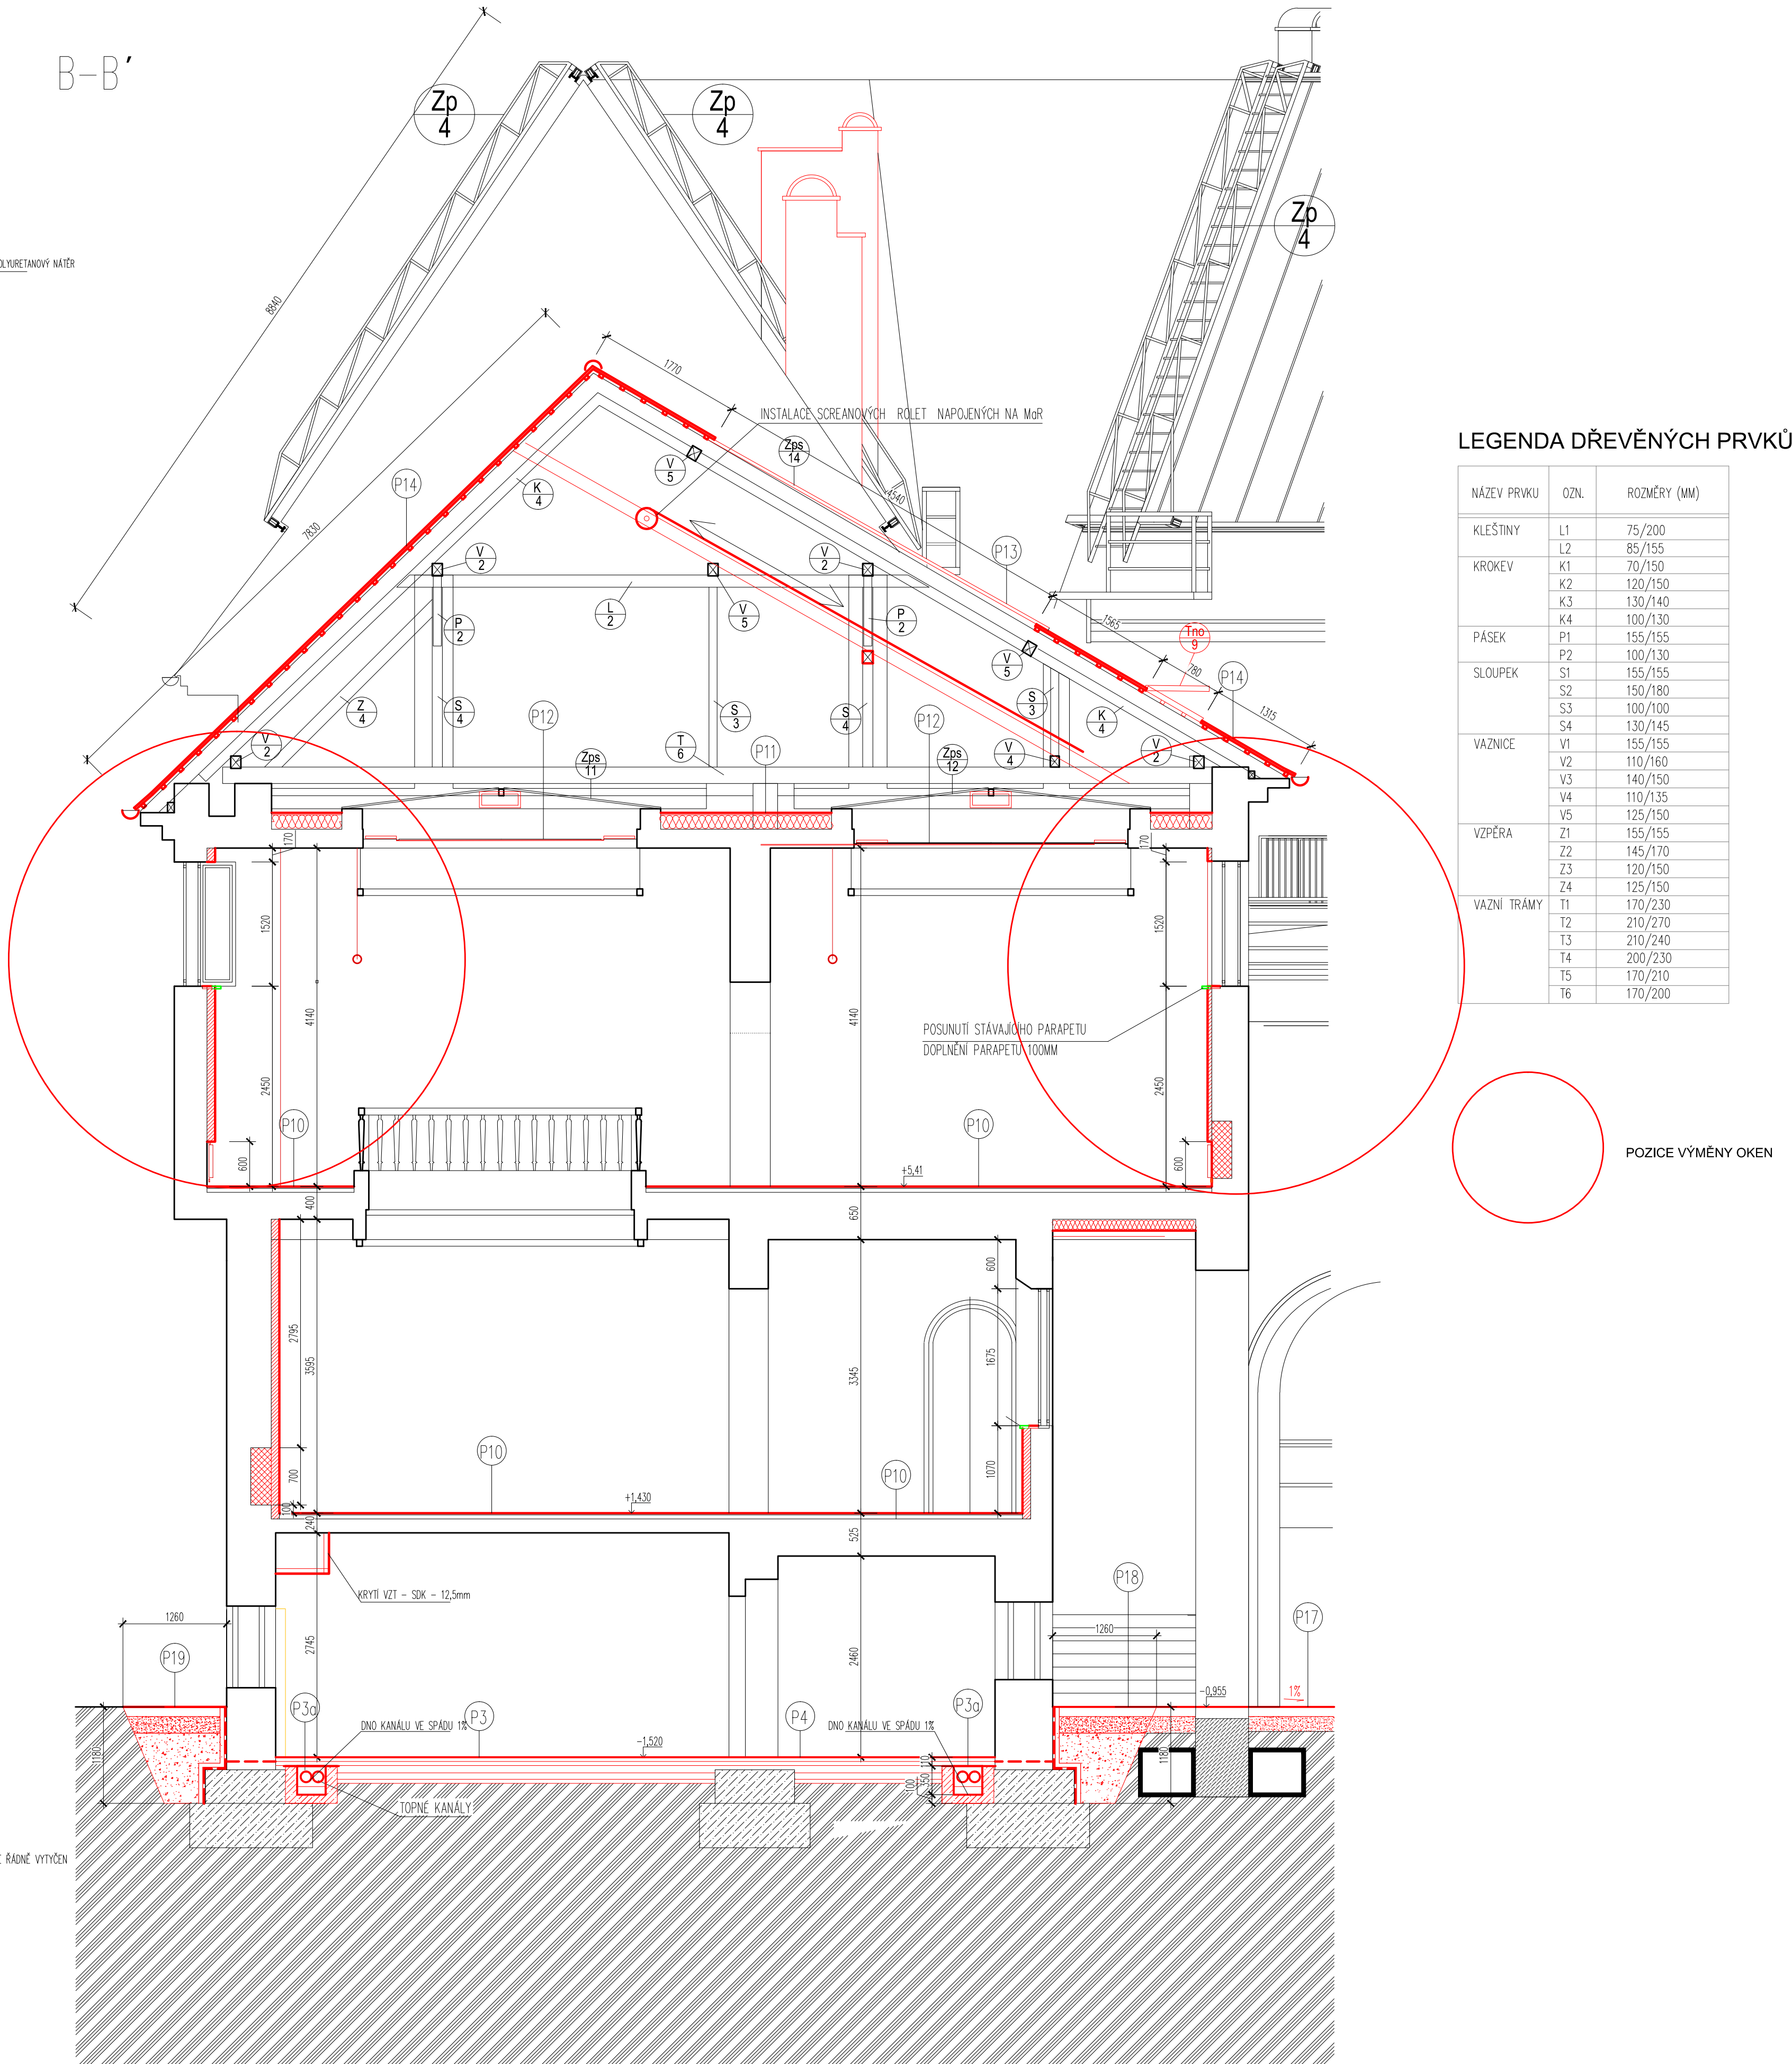 B-B'
Zp
4
Zp
4
Zp
4
OLYURETANOVÝ NÁTĚR
8840
7830
1770
INSTALACE SCREANOVÝCH ROLET NAPOJENÝCH NA MaR
Zps
14
V
5
4540
P14
K
4
P13
V
2
V
2
L
2
V
5
P
2
P
2
1565
Tno
9
780
V
5
P14
1315
Z
4
S
4
P12
S
3
S
4
P12
S
3
K
4
V
2
T
6
P11
Zps
11
Zps
12
V
4
V
2
170
170
1520
1520
4140
4140
POSUNUTÍ STÁVAJÍCÍHO PARAPETU
DOPLNĚNÍ PARAPETU 100MM
2450
2450
P10
P10
600
600
+5,41
400
650
600
2795
3595
3345
1675
P10
P10
700
1070
100
+1,430
240
525
KRYTÍ VZT - SDK - 12,5mm
P18
1260
1260
P17
2745
2460
P19
-0,955
1%
P3a
P3
P4
P3a
DNO KANÁLU VE SPÁDU 1%
DNO KANÁLU VE SPÁDU 1%
-1,520
1180
1180
110
350
100
TOPNÉ KANÁLY
E ŘÁDNĚ VYTYČEN
LEGENDA DŘEVĚNÝCH PRVKŮ
NÁZEV PRVKU OZN. ROZMĚRY (MM)
KLEŠTINY L1 75/200
L2 85/155
KROKEV K1 70/150
K2 120/150
K3 130/140
K4 100/130
PÁSEK P1 155/155
P2 100/130
SLOUPEK S1 155/155
S2 150/180
S3 100/100
S4 130/145
VAZNICE V1 155/155
V2 110/160
V3 140/150
V4 110/135
V5 125/150
VZPĚRA Z1 155/155
Z2 145/170
Z3 120/150
Z4 125/150
VAZNÍ TRÁMY T1 170/230
T2 210/270
T3 210/240
T4 200/230
T5 170/210
T6 170/200
POZICE VÝMĚNY OKEN